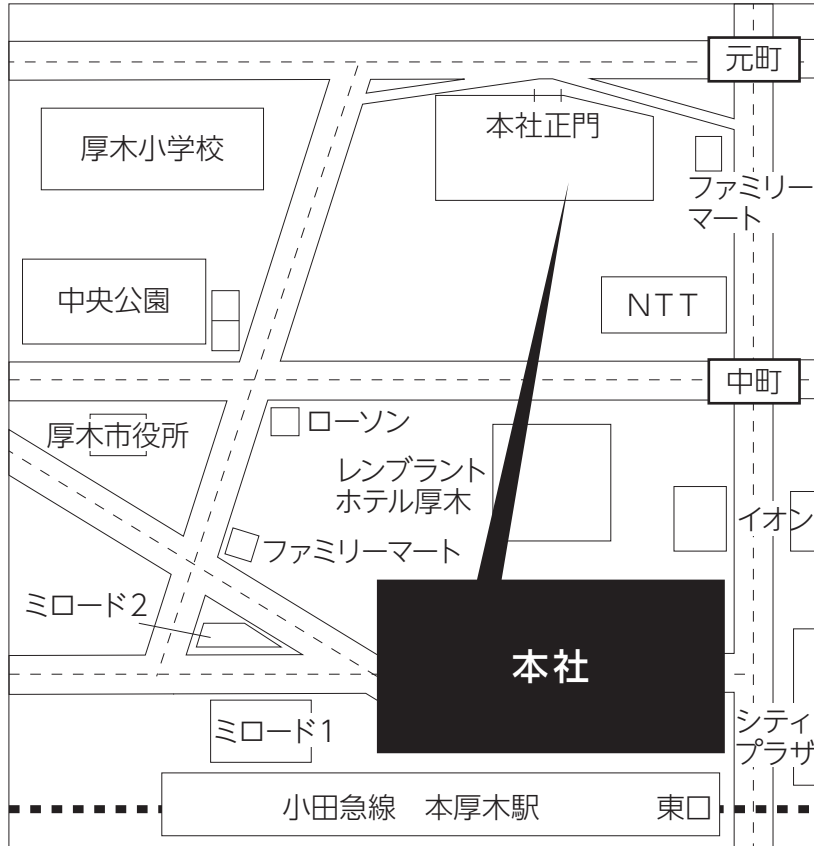 元町
本社正門
厚木小学校
ファミリー
マート
中央公園
ＮＴＴ
中町
ローソン
厚木市役所
レンブラント
ホテル厚木
イオン
ファミリーマート
ミロード2
本社
ミロード1
シティ
プラザ
小田急線　本厚木駅　東口